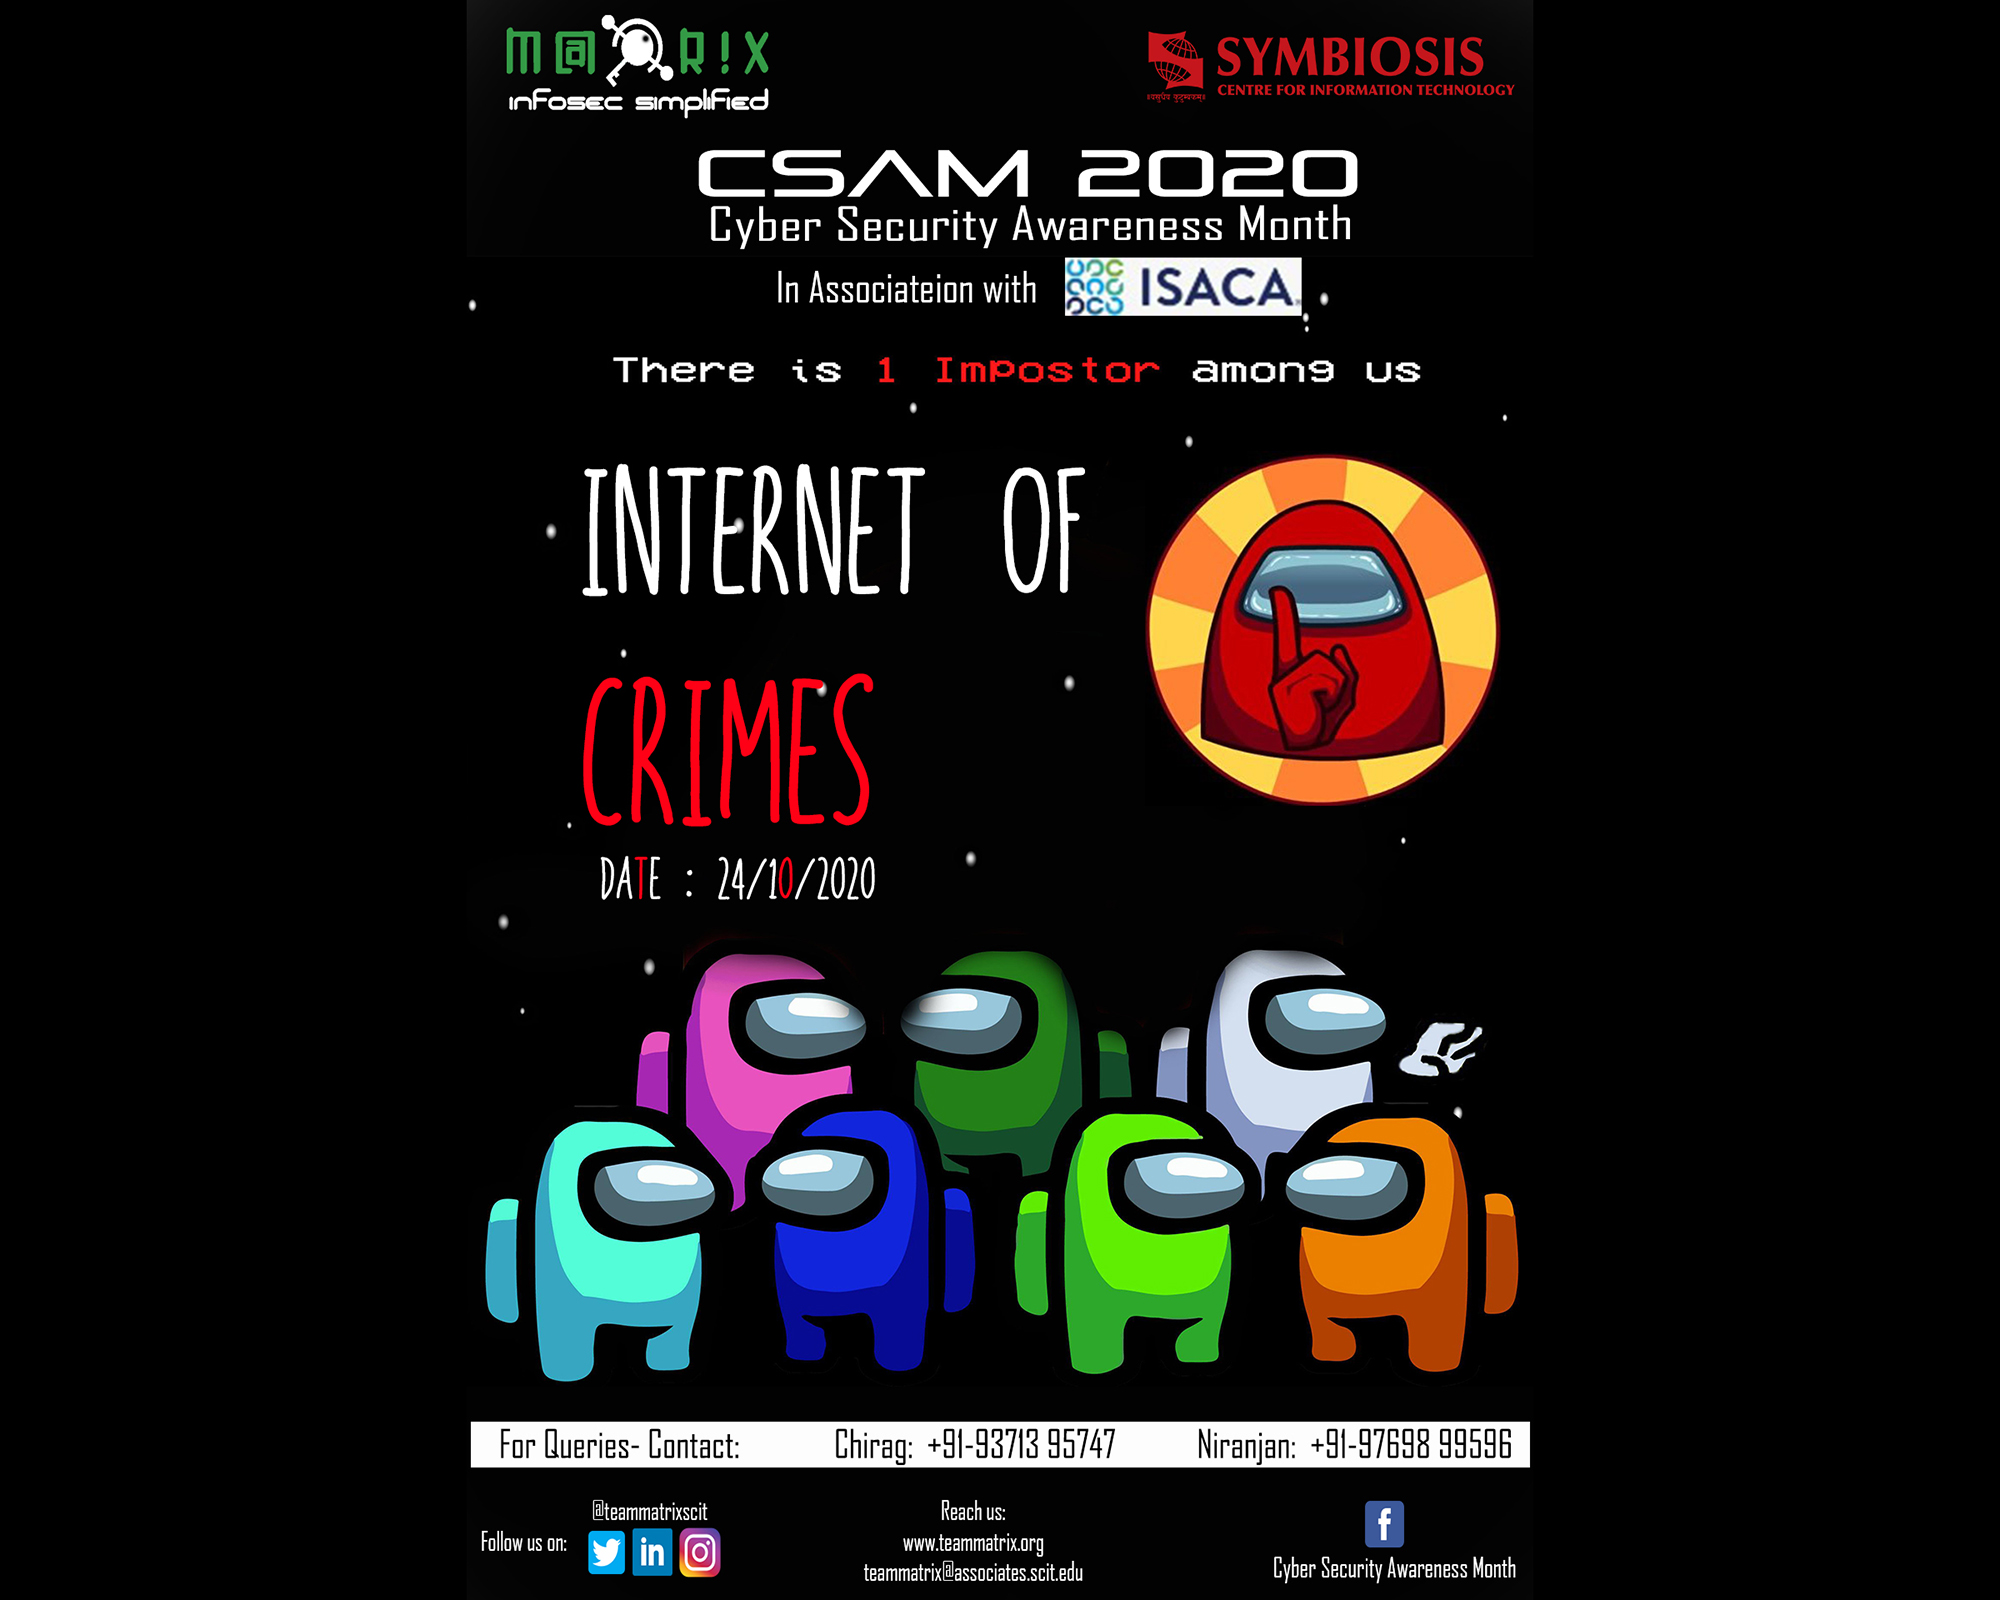 m@trix
infosec simplified
SYMBIOSIS
CENTRE FOR INFORMATION TECHNOLOGY
॥वसुधैव कुटुम्बकम्॥
CSAM 2020
Cyber Security Awareness Month
In Associateion with ISACA
There is 1 Impostor among us
INTERNET OF
CRIMES
DATE : 24/10/2020
For Queries- Contact: Chirag: +91-93713 95747 Niranjan: +91-97698 99596
Follow us on:
@teammatrixscit
Reach us:
www.teammatrix.org
teammatrix@associates.scit.edu
Cyber Security Awareness Month